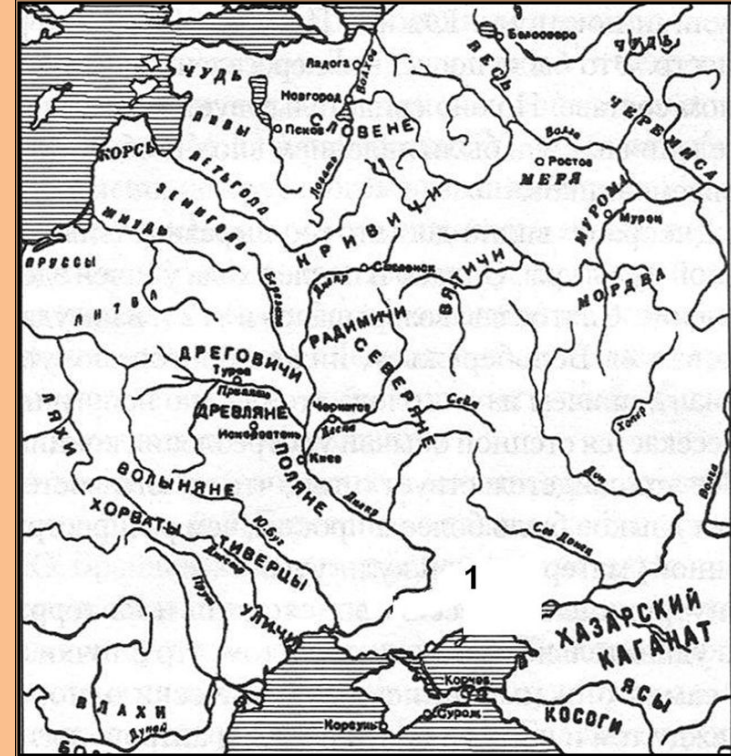 ЧУДЬ
Ладога
Волхов
ВЕСЬ
Белоозеро
ЧУДЬ
Новгород
СЛОВЕНЕ
Псков
ЛИВЫ
КОРСЬ
ЛЕТЬГОЛА
ЗЕМИГОЛА
ЖМУДЬ
Ловать
Волга
Ростов
МЕРЯ
ЧЕРЕМИСА
МУРОМА
Муром
КРИВИЧИ
ПРУССЫ
ЛИТВА
Березина
Днепр
Смоленск
ВЯТИЧИ
МОРДВА
РАДИМИЧИ
СЕВЕРЯНЕ
ДРЕГОВИЧИ
Туров
Припять
ДРЕВЛЯНЕ
Искоростень
Чернигов
Десна
Сейм
Хопер
ЛЯХИ
Киев
ПОЛЯНЕ
Дон
Волга
ВОЛЫНЯНЕ
Днепр
Ю.Буг
ХОРВАТЫ
Днестр
ТИВЕРЦЫ
Сев Донец
Прут
УЛИЧИ
1
ХАЗАРСКИЙ
КАГАНАТ
Корчев
ЯСЫ
ВЛАХИ
Дунай
Корсунь
Сурож
КОСОГИ